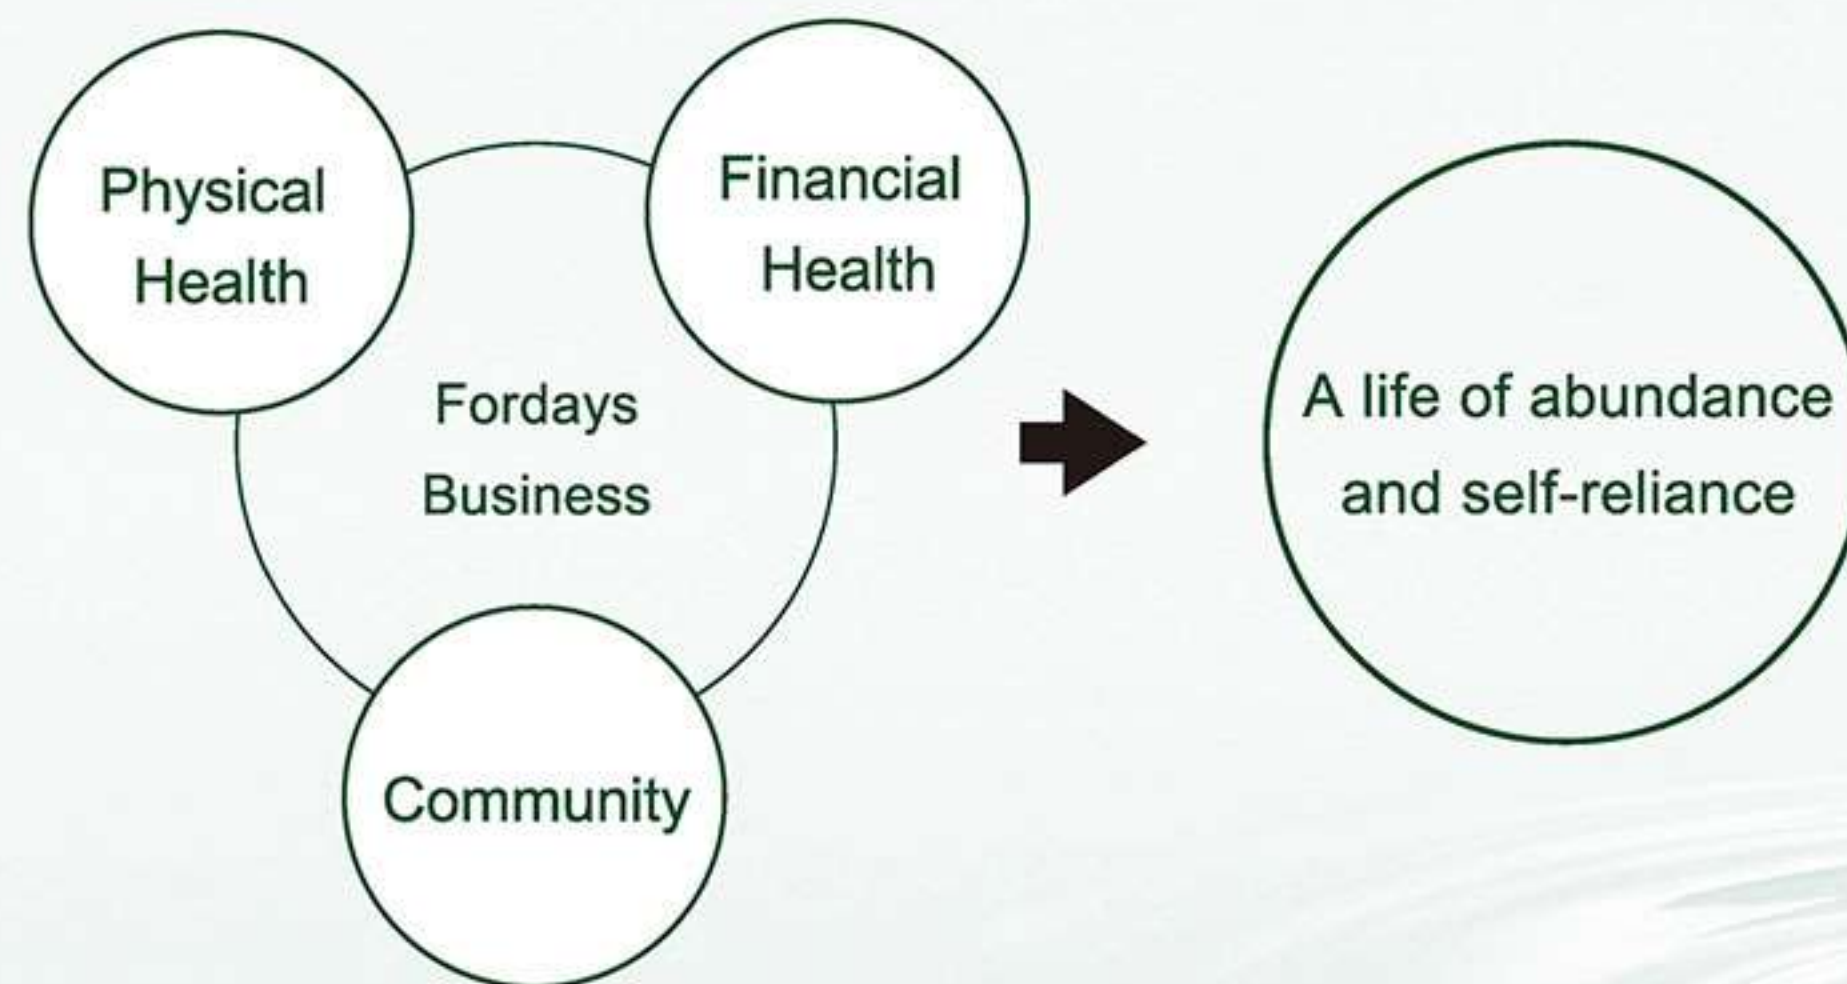 Physical
Health
Financial
Health
Fordays
Business
Community
A life of abundance
and self-reliance